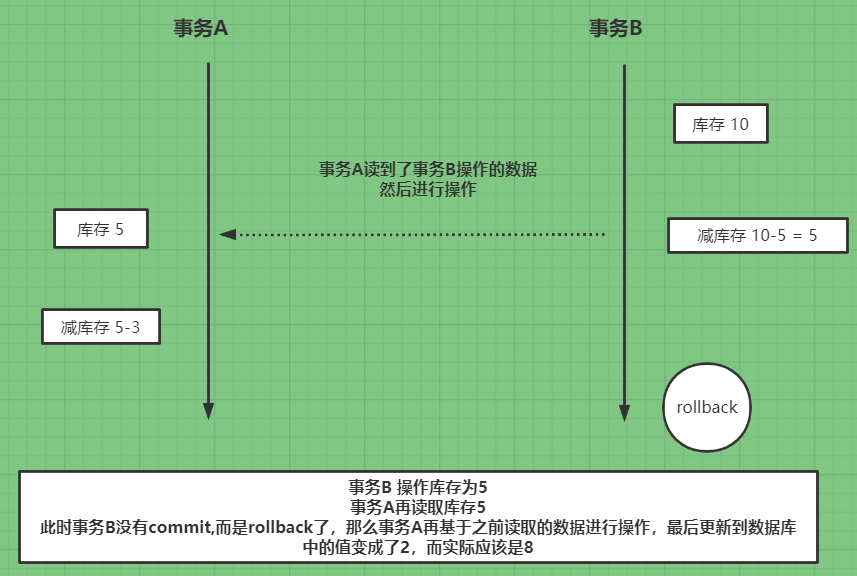 事务A
事务B
库存 10
事务A读到了事务B操作的数据
然后进行操作
库存 5
减库存 10-5 = 5
减库存 5-3
rollback
事务B 操作库存为5
事务A再读取库存5
此时事务B没有commit,而是rollback了，那么事务A再基于之前读取的数据进行操作，最后更新到数据库
中的值变成了2，而实际应该是8